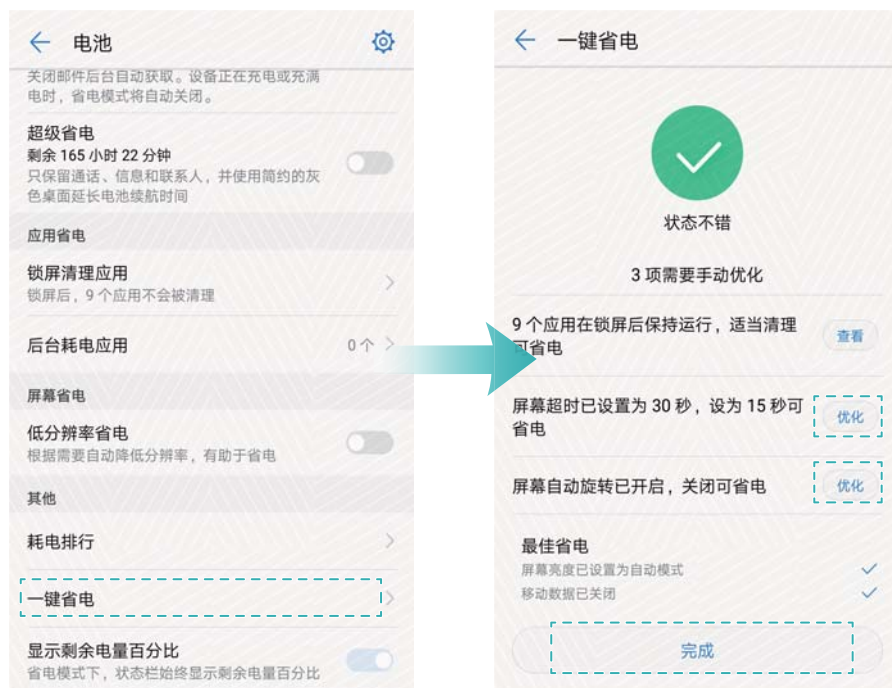 电池
关闭邮件后台自动获取。设备正在充电或充满
电时，省电模式将自动关闭。
超级省电
剩余 165 小时 22 分钟
只保留通话、信息和联系人，并使用简约的灰
色桌面延长电池续航时间
应用省电
锁屏清理应用
锁屏后，9 个应用不会被清理
后台耗电应用
0 个
屏幕省电
低分辨率省电
根据需要自动降低分辨率，有助于省电
其他
耗电排行
一键省电
显示剩余电量百分比
省电模式下，状态栏始终显示剩余电量百分比
一键省电
状态不错
3 项需要手动优化
9 个应用在锁屏后保持运行，适当清理
可省电
查看
屏幕超时已设置为 30 秒，设为 15 秒可
省电
优化
屏幕自动旋转已开启，关闭可省电
优化
最佳省电
屏幕亮度已设置为自动模式
移动数据已关闭
完成